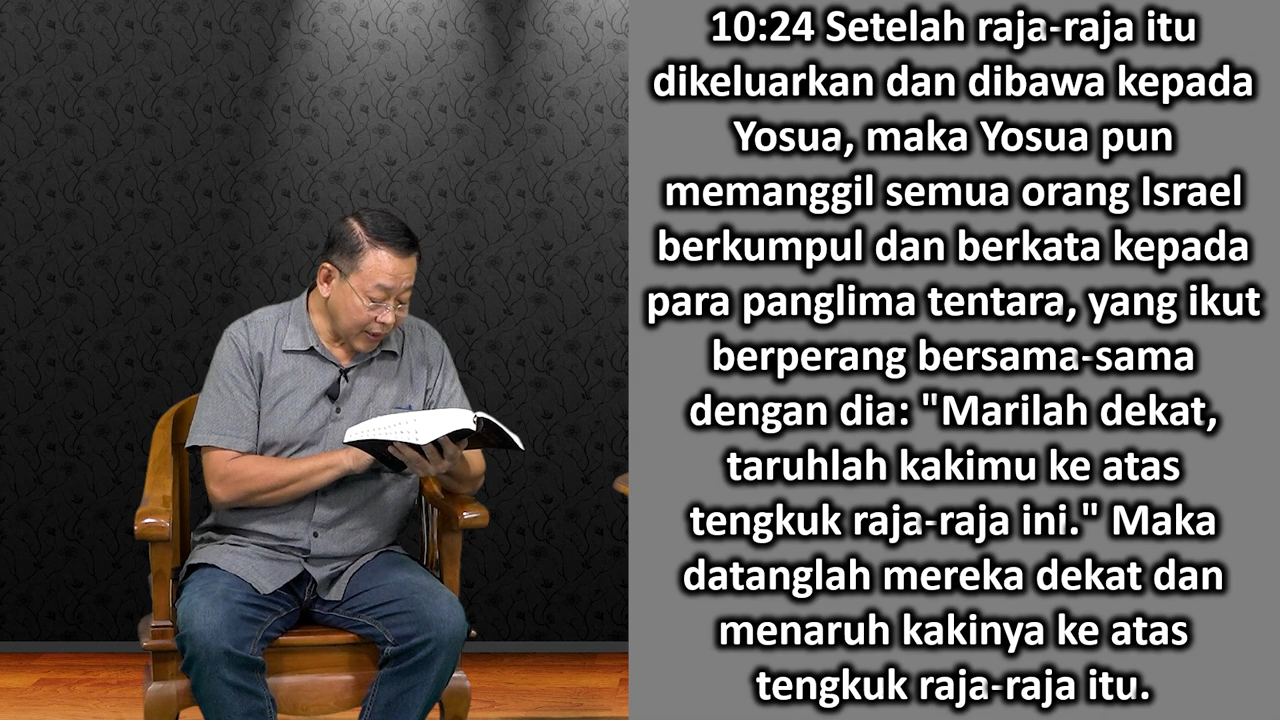 10:24 Setelah raja-raja itu
dikeluarkan dan dibawa kepada
Yosua, maka Yosua pun
memanggil semua orang Israel
berkumpul dan berkata kepada
para panglima tentara, yang ikut
berperang bersama-sama
dengan dia: "Marilah dekat,
taruhlah kakimu ke atas
tengkuk raja-raja ini." Maka
datanglah mereka dekat dan
menaruh kakinya ke atas
tengkuk raja-raja itu.